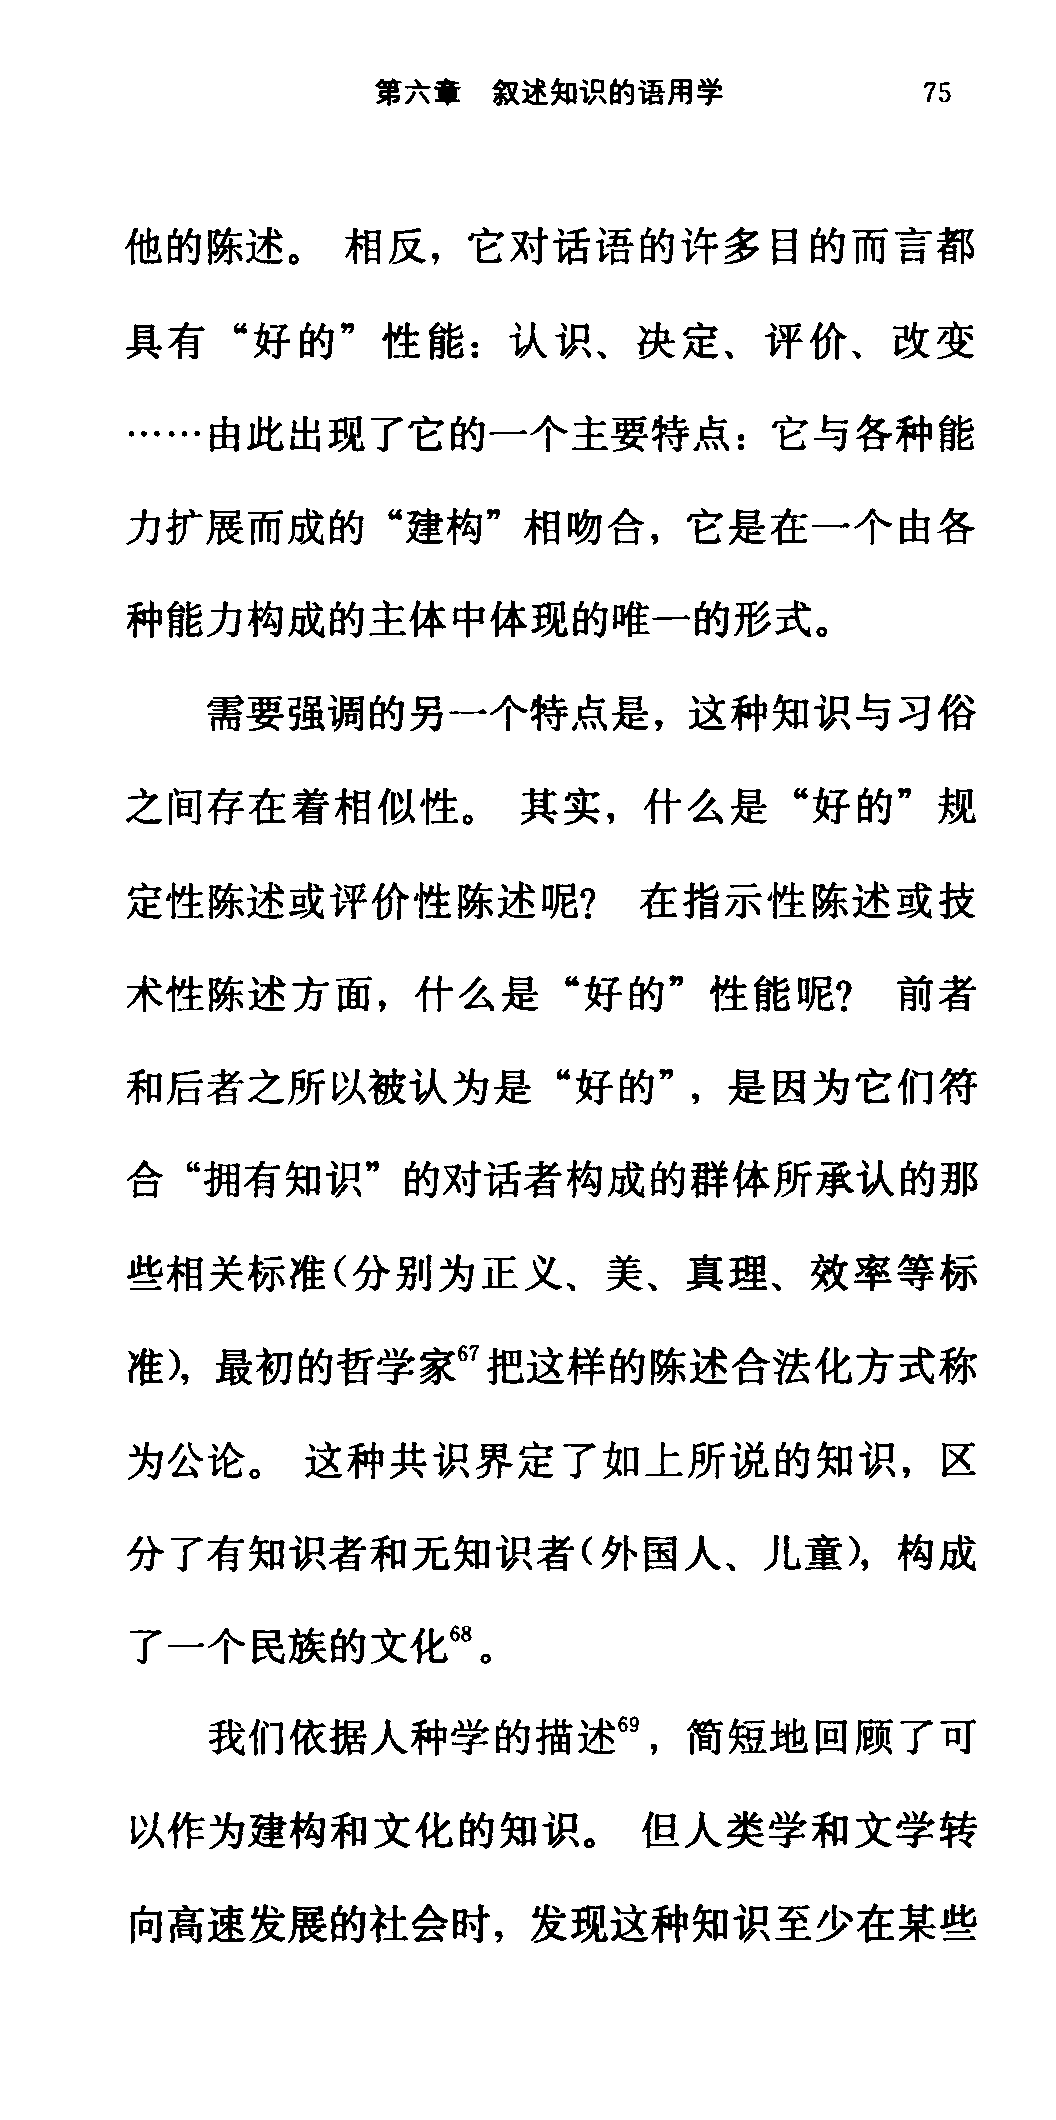 第六章 叙述知识的语用学 75
他的陈述。 相反，它对话语的许多目的而言都
具有“好的”性能：认识、决定、评价、改变
……由此出现了它的一个主要特点：它与各种能
力扩展而成的“建构”相吻合，它是在一个由各
种能力构成的主体中体现的唯一的形式。
需要强调的另一个特点是，这种知识与习俗
之间存在着相似性。 其实，什么是“好的”规
定性陈述或评价性陈述呢？ 在指示性陈述或技
术性陈述方面，什么是“好的”性能呢？ 前者
和后者之所以被认为是“好的”，是因为它们符
合“拥有知识”的对话者构成的群体所承认的那
些相关标准（分别为正义、美、真理、效率等标
准），最初的哲学家67把这样的陈述合法化方式称
为公论。 这种共识界定了如上所说的知识，区
分了有知识者和无知识者（外国人、儿童），构成
了一个民族的文化68。
我们依据人种学的描述69，简短地回顾了可
以作为建构和文化的知识。 但人类学和文学转
向高速发展的社会时，发现这种知识至少在某些